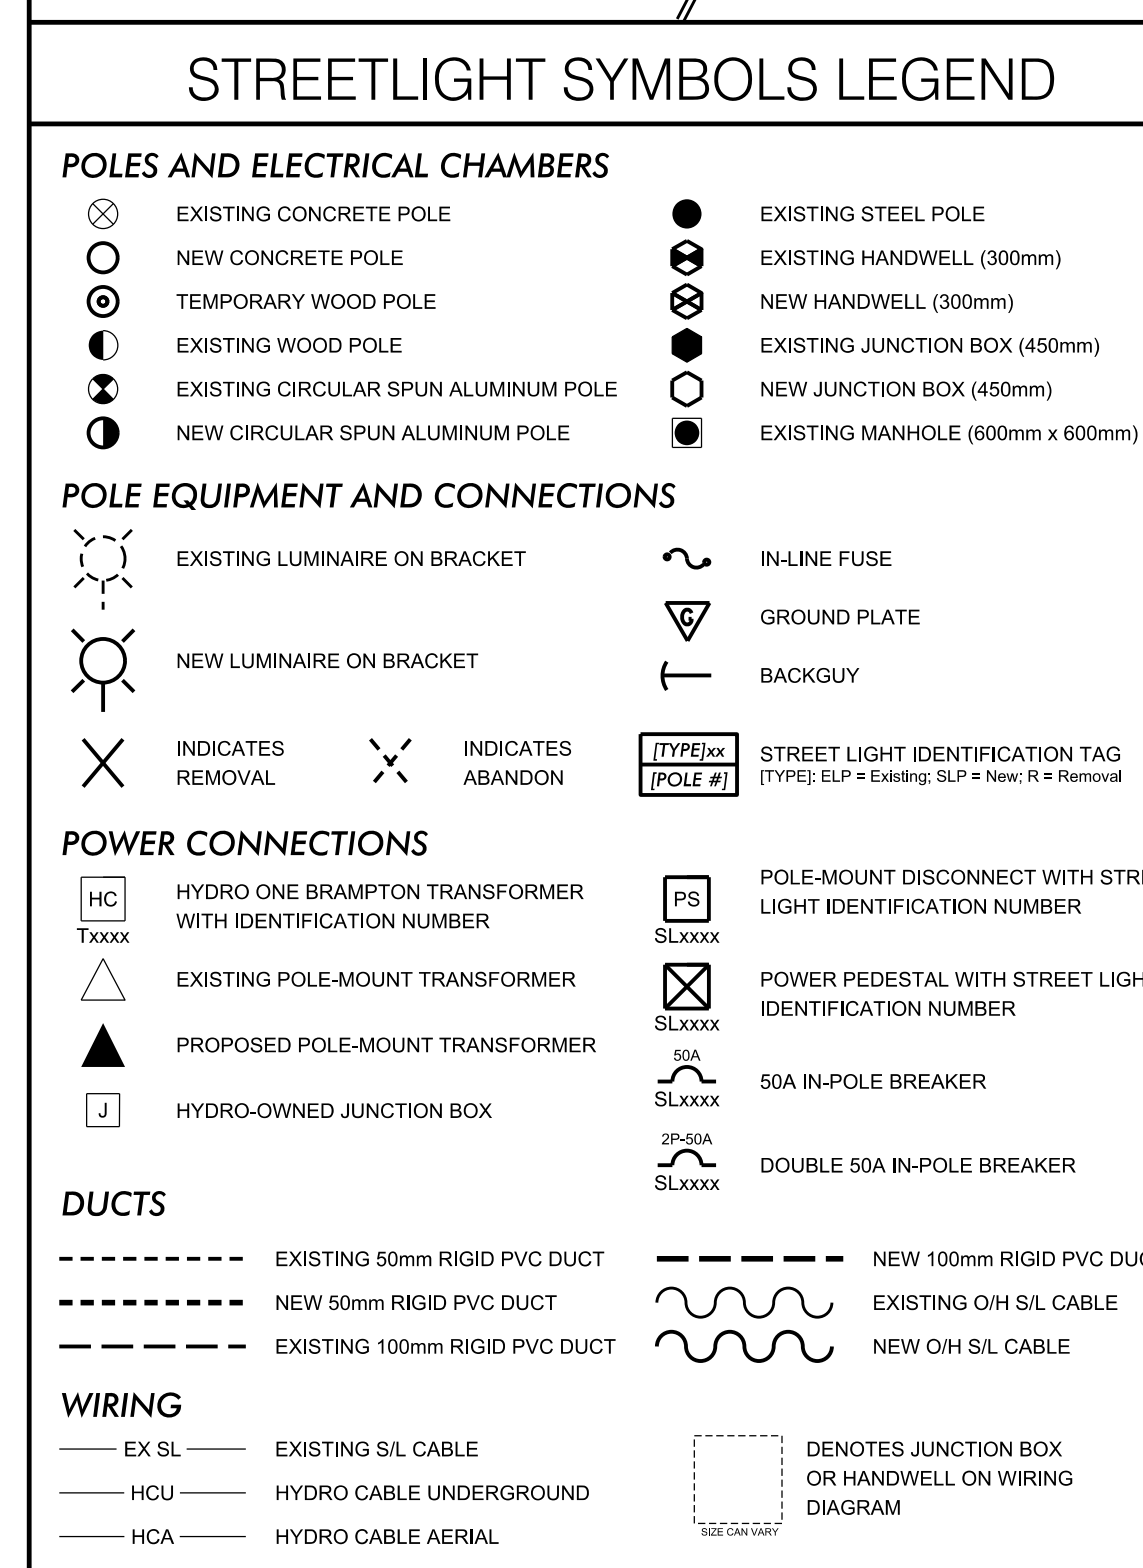 STREETLIGHT SYMBOLS LEGEND
POLES AND ELECTRICAL CHAMBERS
EXISTING CONCRETE POLE
NEW CONCRETE POLE
TEMPORARY WOOD POLE
EXISTING WOOD POLE
EXISTING CIRCULAR SPUN ALUMINUM POLE
NEW CIRCULAR SPUN ALUMINUM POLE
EXISTING STEEL POLE
EXISTING HANDWELL (300mm)
NEW HANDWELL (300mm)
EXISTING JUNCTION BOX (450mm)
NEW JUNCTION BOX (450mm)
EXISTING MANHOLE (600mm x 600mm)
POLE EQUIPMENT AND CONNECTIONS
EXISTING LUMINAIRE ON BRACKET
NEW LUMINAIRE ON BRACKET
INDICATES
REMOVAL
INDICATES
ABANDON
IN-LINE FUSE
G
GROUND PLATE
BACKGUY
[TYPE]xx
[POLE #]
STREET LIGHT IDENTIFICATION TAG
[TYPE]: ELP = Existing; SLP = New; R = Removal
POWER CONNECTIONS
HC
Txxxx
HYDRO ONE BRAMPTON TRANSFORMER
WITH IDENTIFICATION NUMBER
EXISTING POLE-MOUNT TRANSFORMER
PROPOSED POLE-MOUNT TRANSFORMER
J
HYDRO-OWNED JUNCTION BOX
PS
SLxxxx
POLE-MOUNT DISCONNECT WITH STR
LIGHT IDENTIFICATION NUMBER
SLxxxx
POWER PEDESTAL WITH STREET LIGH
IDENTIFICATION NUMBER
50A
SLxxxx
50A IN-POLE BREAKER
2P-50A
SLxxxx
DOUBLE 50A IN-POLE BREAKER
DUCTS
EXISTING 50mm RIGID PVC DUCT
NEW 50mm RIGID PVC DUCT
EXISTING 100mm RIGID PVC DUCT
NEW 100mm RIGID PVC DU
EXISTING O/H S/L CABLE
NEW O/H S/L CABLE
WIRING
EX SL
EXISTING S/L CABLE
HCU
HYDRO CABLE UNDERGROUND
HCA
HYDRO CABLE AERIAL
SIZE CAN VARY
DENOTES JUNCTION BOX
OR HANDWELL ON WIRING
DIAGRAM